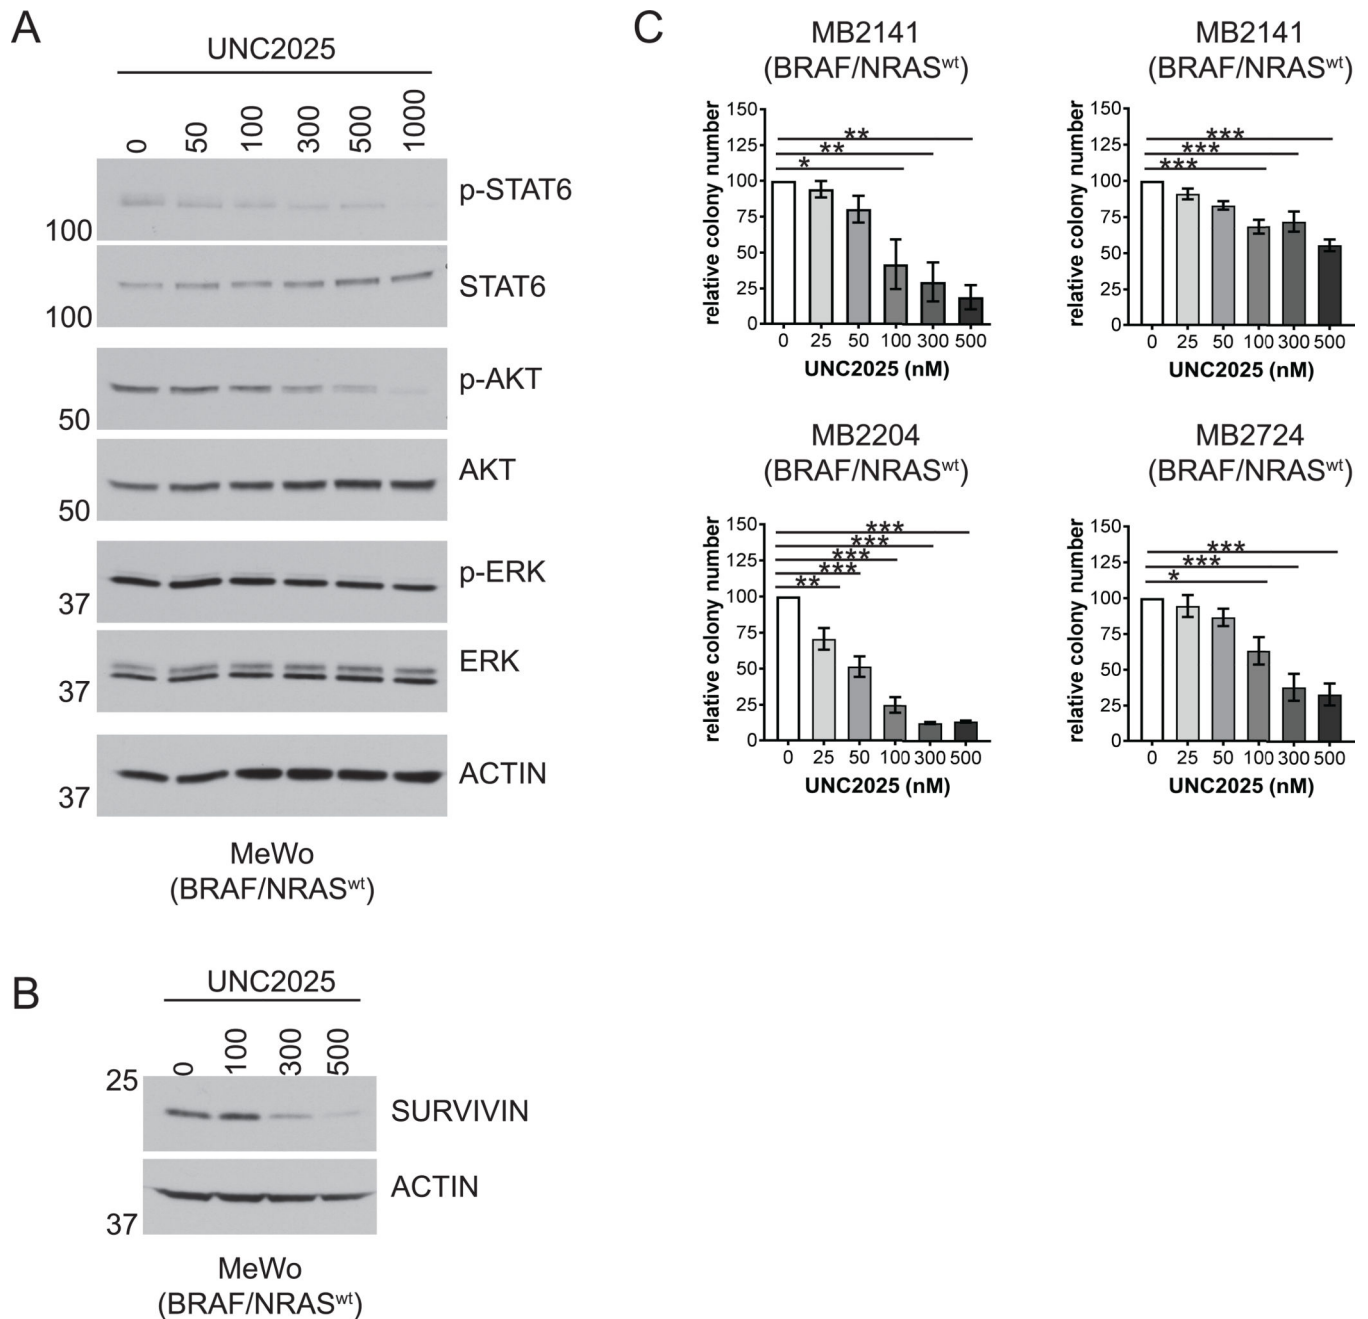 A
UNC2025
0 50 100 300 500 1000
p-STAT6
100
STAT6
100
p-AKT
50
AKT
50
p-ERK
37
ERK
37
ACTIN
37
MeWo
(BRAF/NRASwt)
B
UNC2025
0 100 300 500
25
SURVIVIN
ACTIN
37
MeWo
(BRAF/NRASwt)
C
MB2141
(BRAF/NRASwt)
relative colony number
150
125
100
75
50
25
0
**
**
*
0 25 50 100 300 500
UNC2025 (nM)
MB2141
(BRAF/NRASwt)
relative colony number
150
125
100
75
50
25
0
***
***
***
0 25 50 100 300 500
UNC2025 (nM)
MB2204
(BRAF/NRASwt)
relative colony number
150
125
100
75
50
25
0
***
***
***
***
**
0 25 50 100 300 500
UNC2025 (nM)
MB2724
(BRAF/NRASwt)
relative colony number
150
125
100
75
50
25
0
***
***
*
0 25 50 100 300 500
UNC2025 (nM)